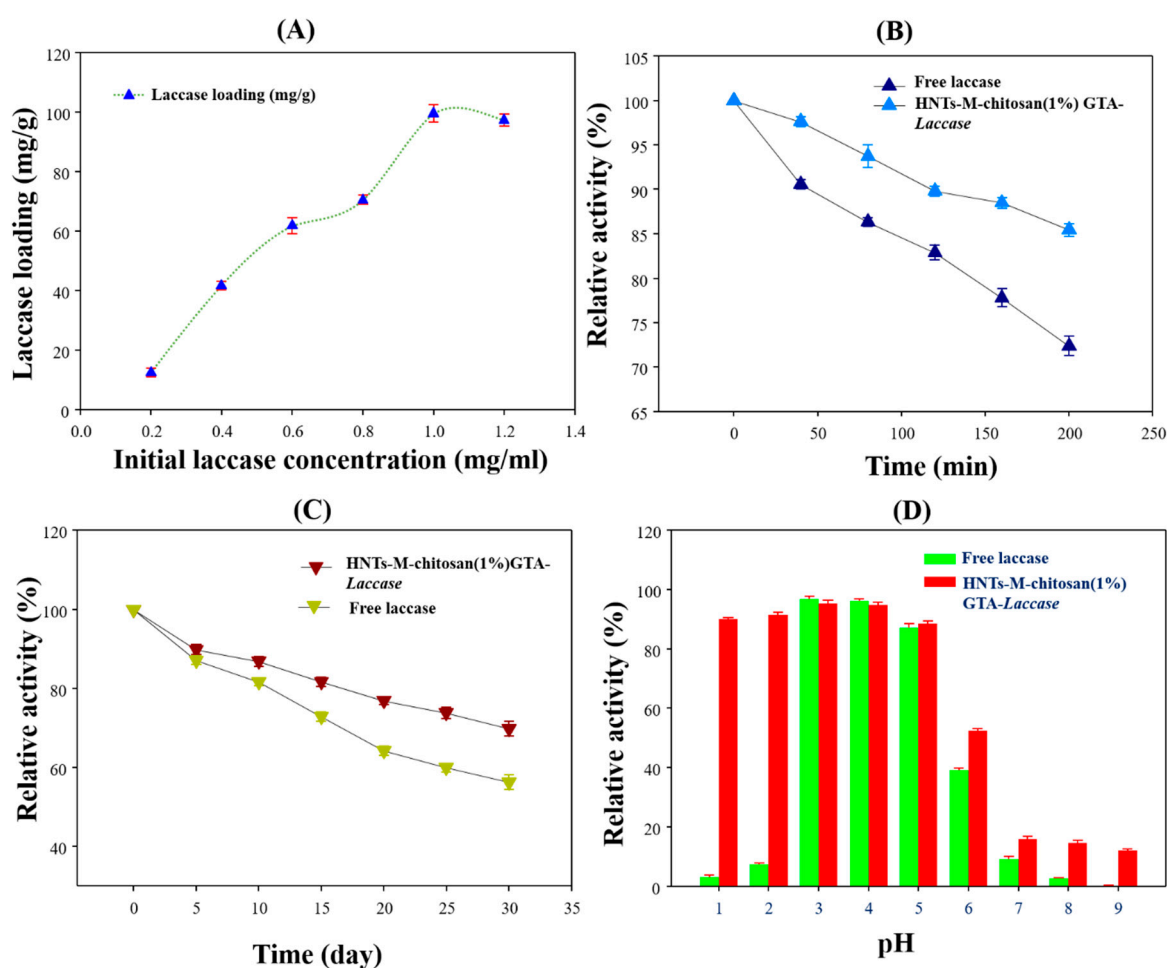 (A)
120
100
80
60
40
20
0
Laccase loading (mg/g)
Laccase loading (mg/g)
0.0 0.2 0.4 0.6 0.8 1.0 1.2 1.4
Initial laccase concentration (mg/ml)
(B)
100
95
90
85
80
75
70
65
Relative activity (%)
Free laccase
HNTs-M-chitosan(1%) GTA-
Laccase
0 50 100 150 200 250
Time (min)
(C)
120
100
80
60
40
Relative activity (%)
HNTs-M-chitosan(1%)GTA-
Laccase
Free laccase
0 5 10 15 20 25 30 35
Time (day)
(D)
120
100
80
60
40
20
0
Relative activity (%)
Free laccase
HNTs-M-chitosan(1%)
GTA-Laccase
1 2 3 4 5 6 7 8 9
pH